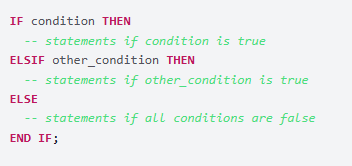 IF condition THEN
  -- statements if condition is true
ELSIF other_condition THEN
  -- statements if other_condition is true
ELSE
  -- statements if all conditions are false
END IF;